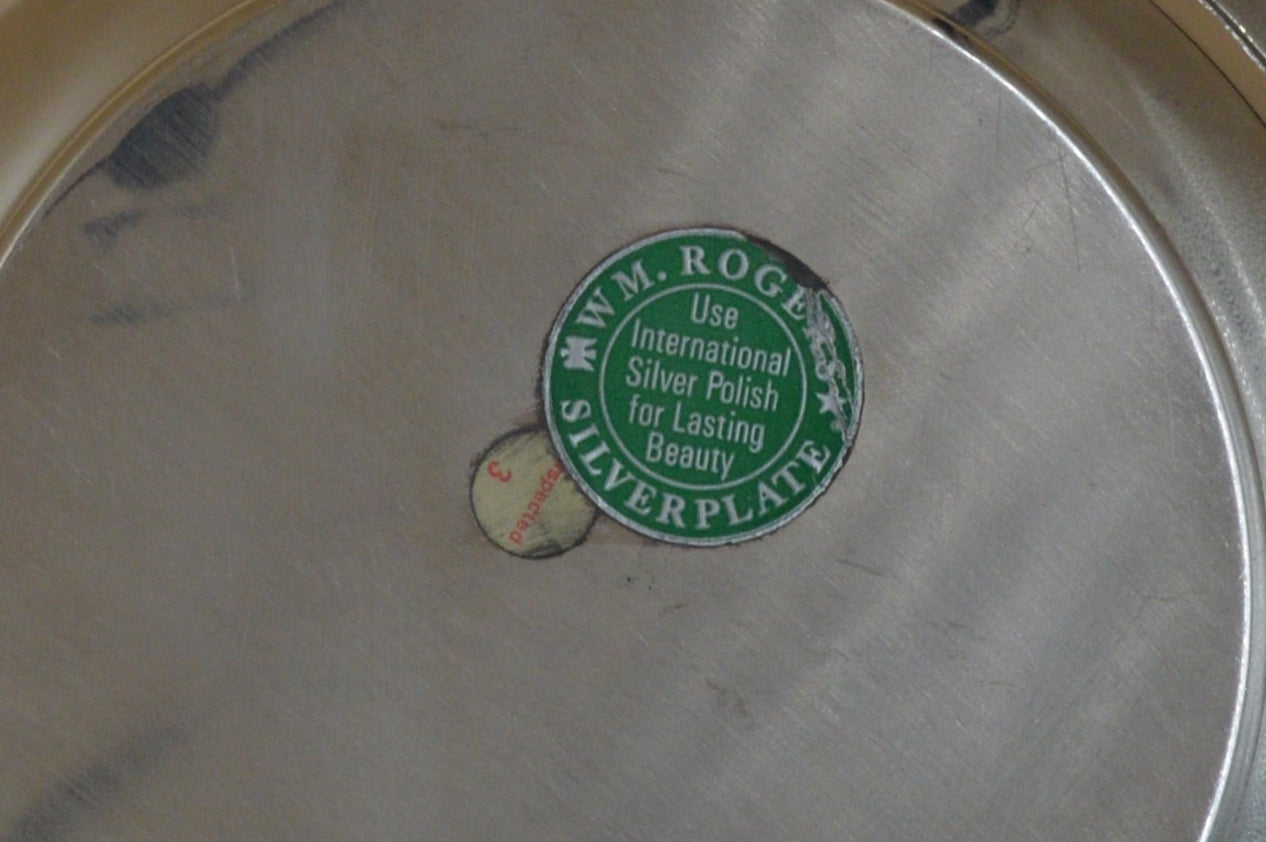 WM. ROGE
Use
International
Silver Polish
for Lasting
Beauty
SILVERPLATE
spected
3